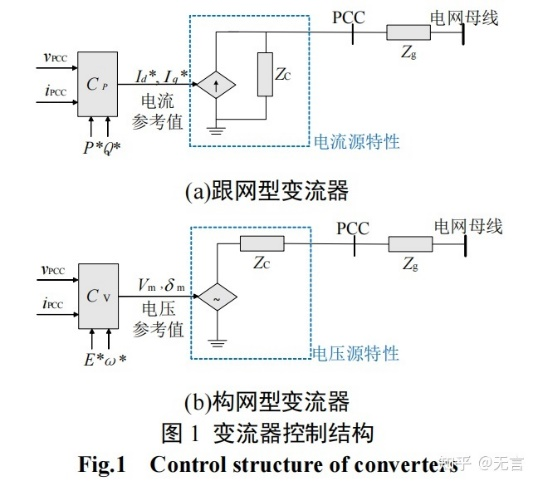 PCC
电网母线
vPCC
iPCC
CP
Id*,Iq*
电流
参考值
ZC
Zg
P*Q*
电流源特性
(a)跟网型变流器
PCC
电网母线
vPCC
iPCC
CV
Vm,δm
电压
参考值
~
ZC
Zg
E*ω*
电压源特性
(b)构网型变流器
图 1 变流器控制结构
Fig.1 Control structure of converters
知乎 @无言